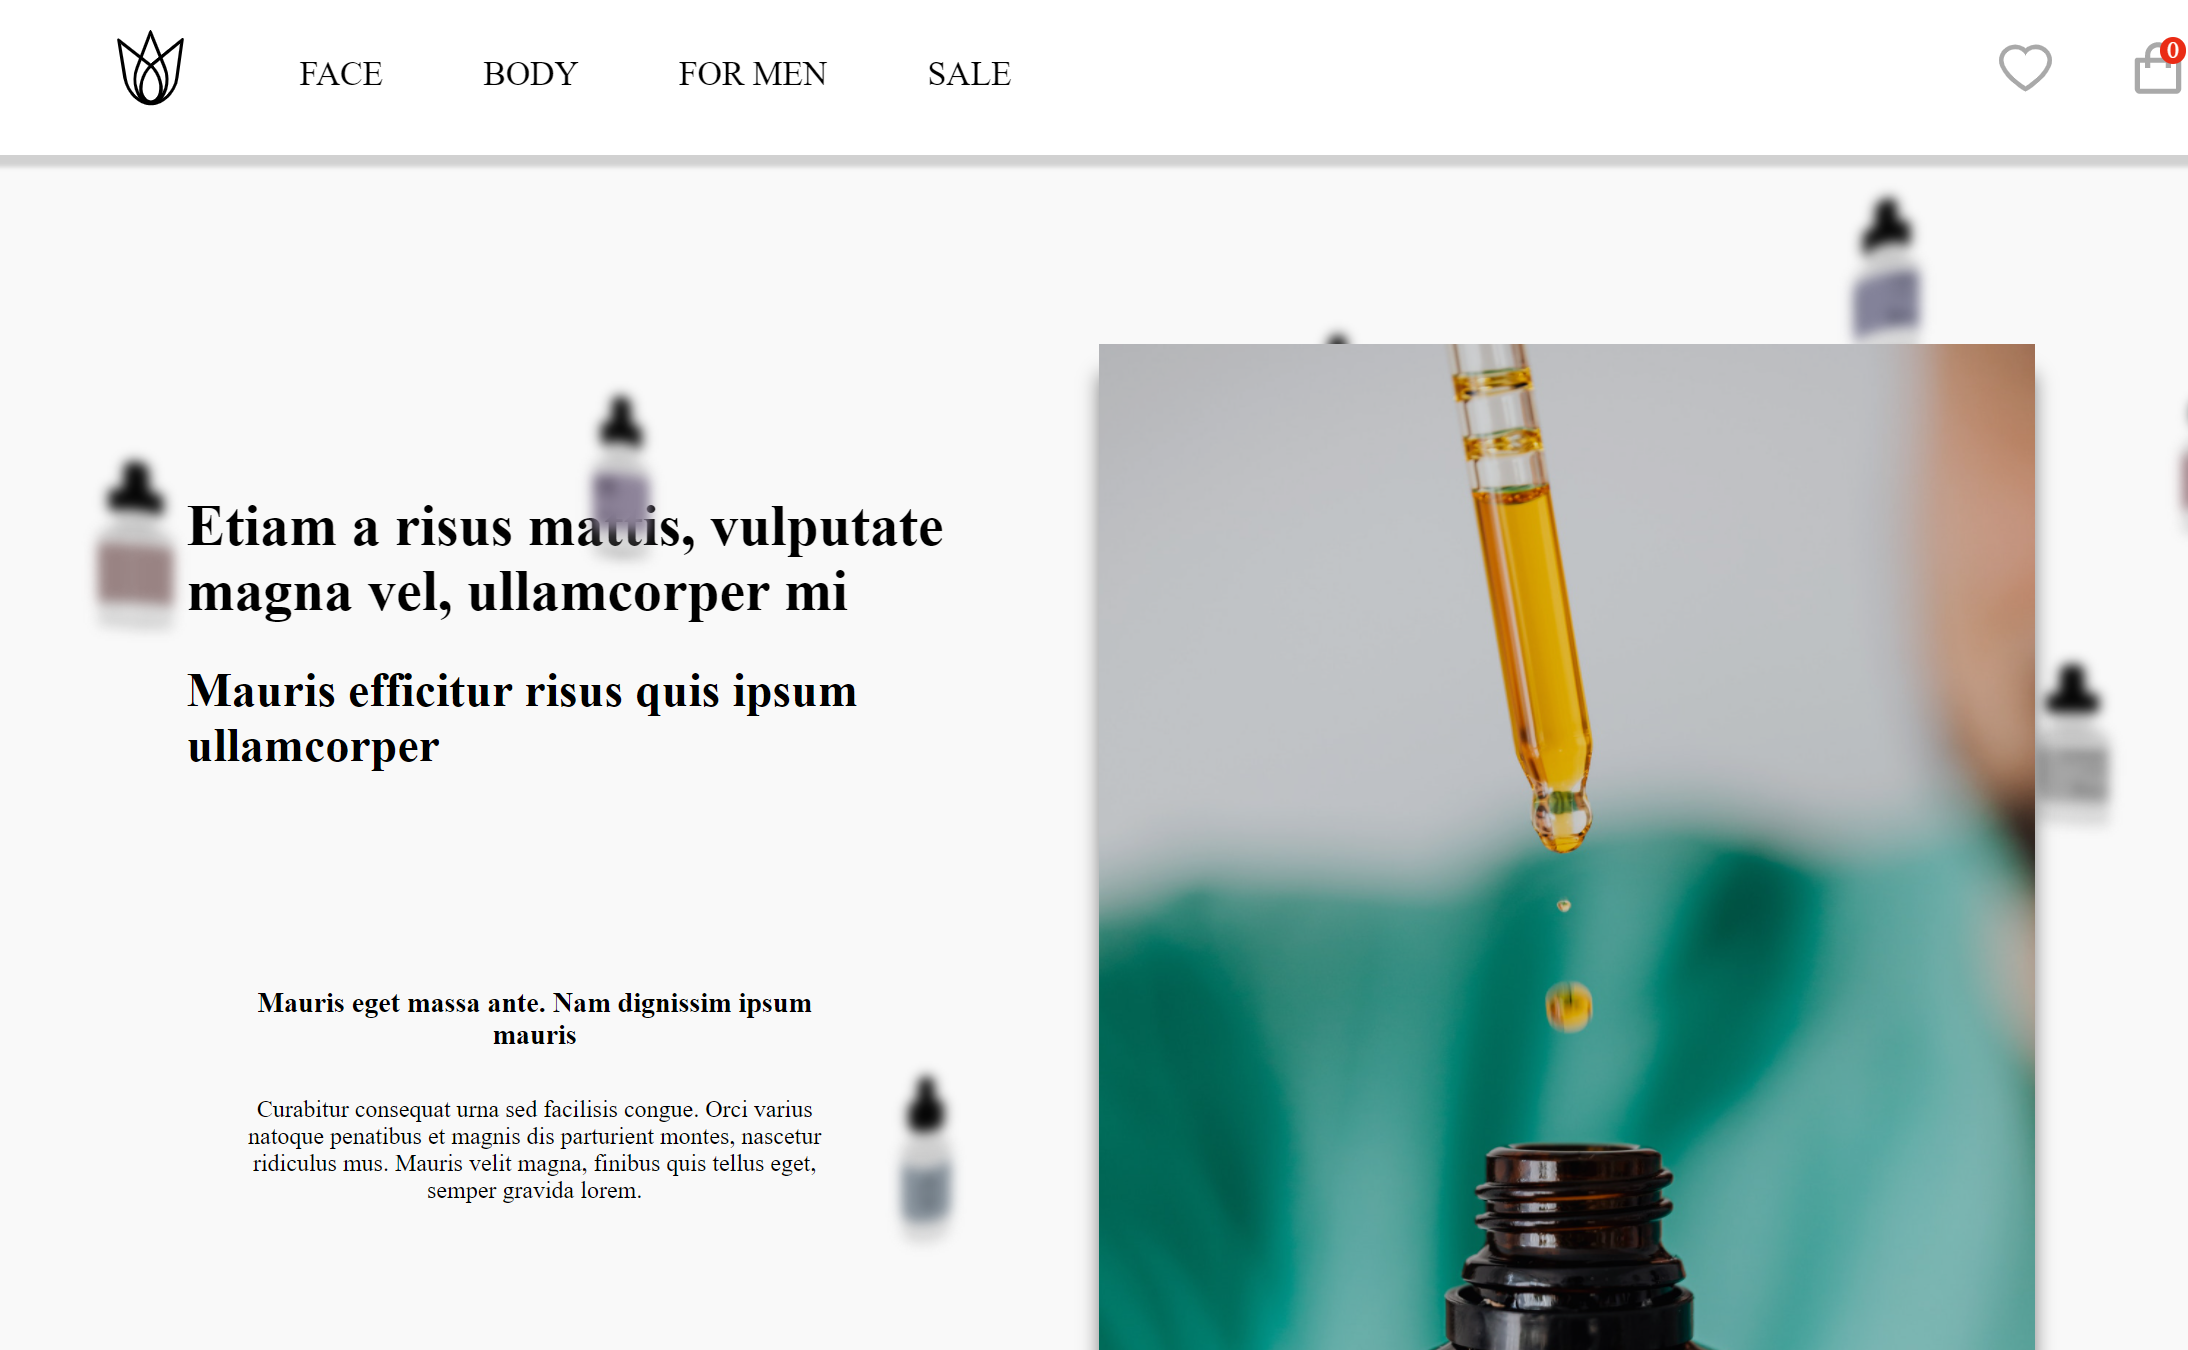 FACE BODY FOR MEN SALE 0
Etiam a risus mattis, vulputate
magna vel, ullamcorper mi
Mauris efficitur risus quis ipsum
ullamcorper
Mauris eget massa ante. Nam dignissim ipsum
mauris
Curabitur consequat urna sed facilisis congue. Orci varius
natoque penatibus et magnis dis parturient montes, nascetur
ridiculus mus. Mauris velit magna, finibus quis tellus eget,
semper gravida lorem.